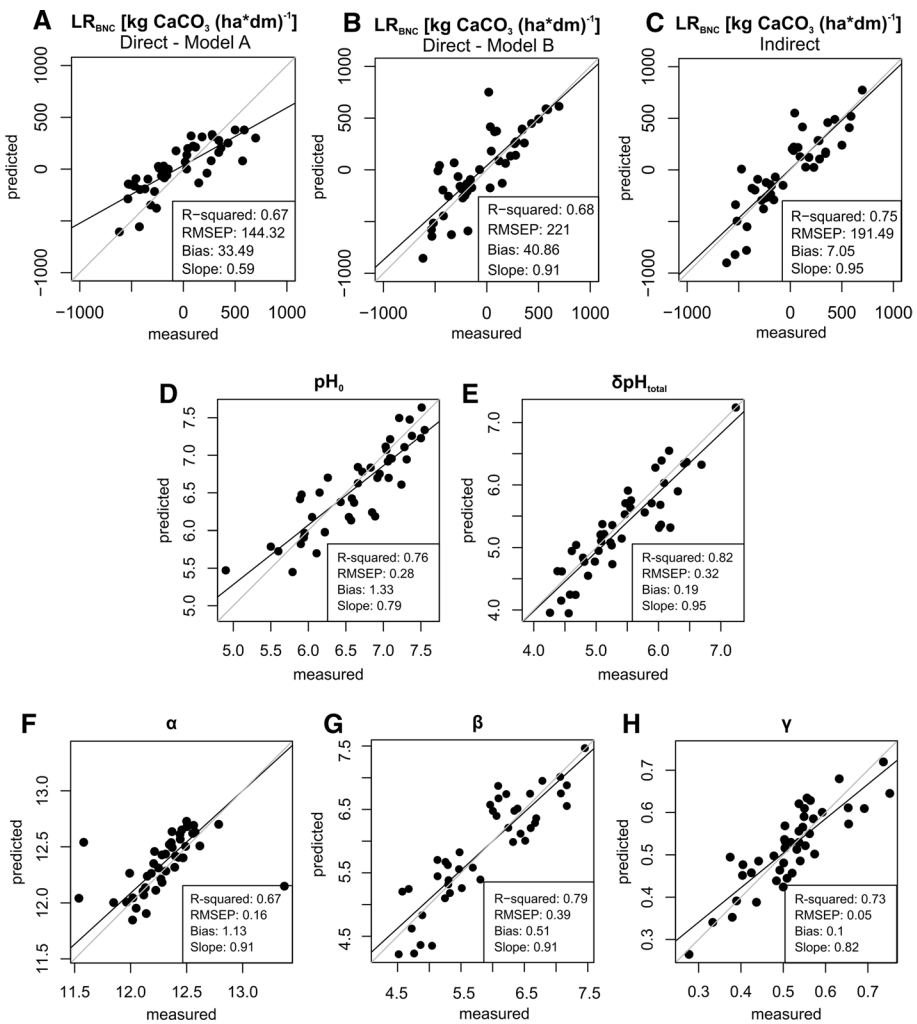 A
LR_BNC [kg CaCO₃ (ha*dm)⁻¹]
Direct - Model A
predicted
1000
500
0
−1000
R−squared: 0.67
RMSEP: 144.32
Bias: 33.49
Slope: 0.59
−1000 0 500 1000
measured
B
LR_BNC [kg CaCO₃ (ha*dm)⁻¹]
Direct - Model B
predicted
1000
500
0
−1000
R−squared: 0.68
RMSEP: 221
Bias: 40.86
Slope: 0.91
−1000 0 500 1000
measured
C
LR_BNC [kg CaCO₃ (ha*dm)⁻¹]
Indirect
predicted
1000
500
0
−1000
R−squared: 0.75
RMSEP: 191.49
Bias: 7.05
Slope: 0.95
−1000 0 500 1000
measured
D
pH₀
predicted
7.5
7.0
6.5
6.0
5.5
5.0
R-squared: 0.76
RMSEP: 0.28
Bias: 1.33
Slope: 0.79
5.0 5.5 6.0 6.5 7.0 7.5
measured
E
δpH_total
predicted
7.0
6.0
5.0
4.0
R-squared: 0.82
RMSEP: 0.32
Bias: 0.19
Slope: 0.95
4.0 5.0 6.0 7.0
measured
F
α
predicted
13.0
12.5
12.0
11.5
R-squared: 0.67
RMSEP: 0.16
Bias: 1.13
Slope: 0.91
11.5 12.0 12.5 13.0
measured
G
β
predicted
7.5
6.5
5.5
4.5
R−squared: 0.79
RMSEP: 0.39
Bias: 0.51
Slope: 0.91
4.5 5.5 6.5 7.5
measured
H
γ
predicted
0.7
0.6
0.5
0.4
0.3
R-squared: 0.73
RMSEP: 0.05
Bias: 0.1
Slope: 0.82
0.3 0.4 0.5 0.6 0.7
measured